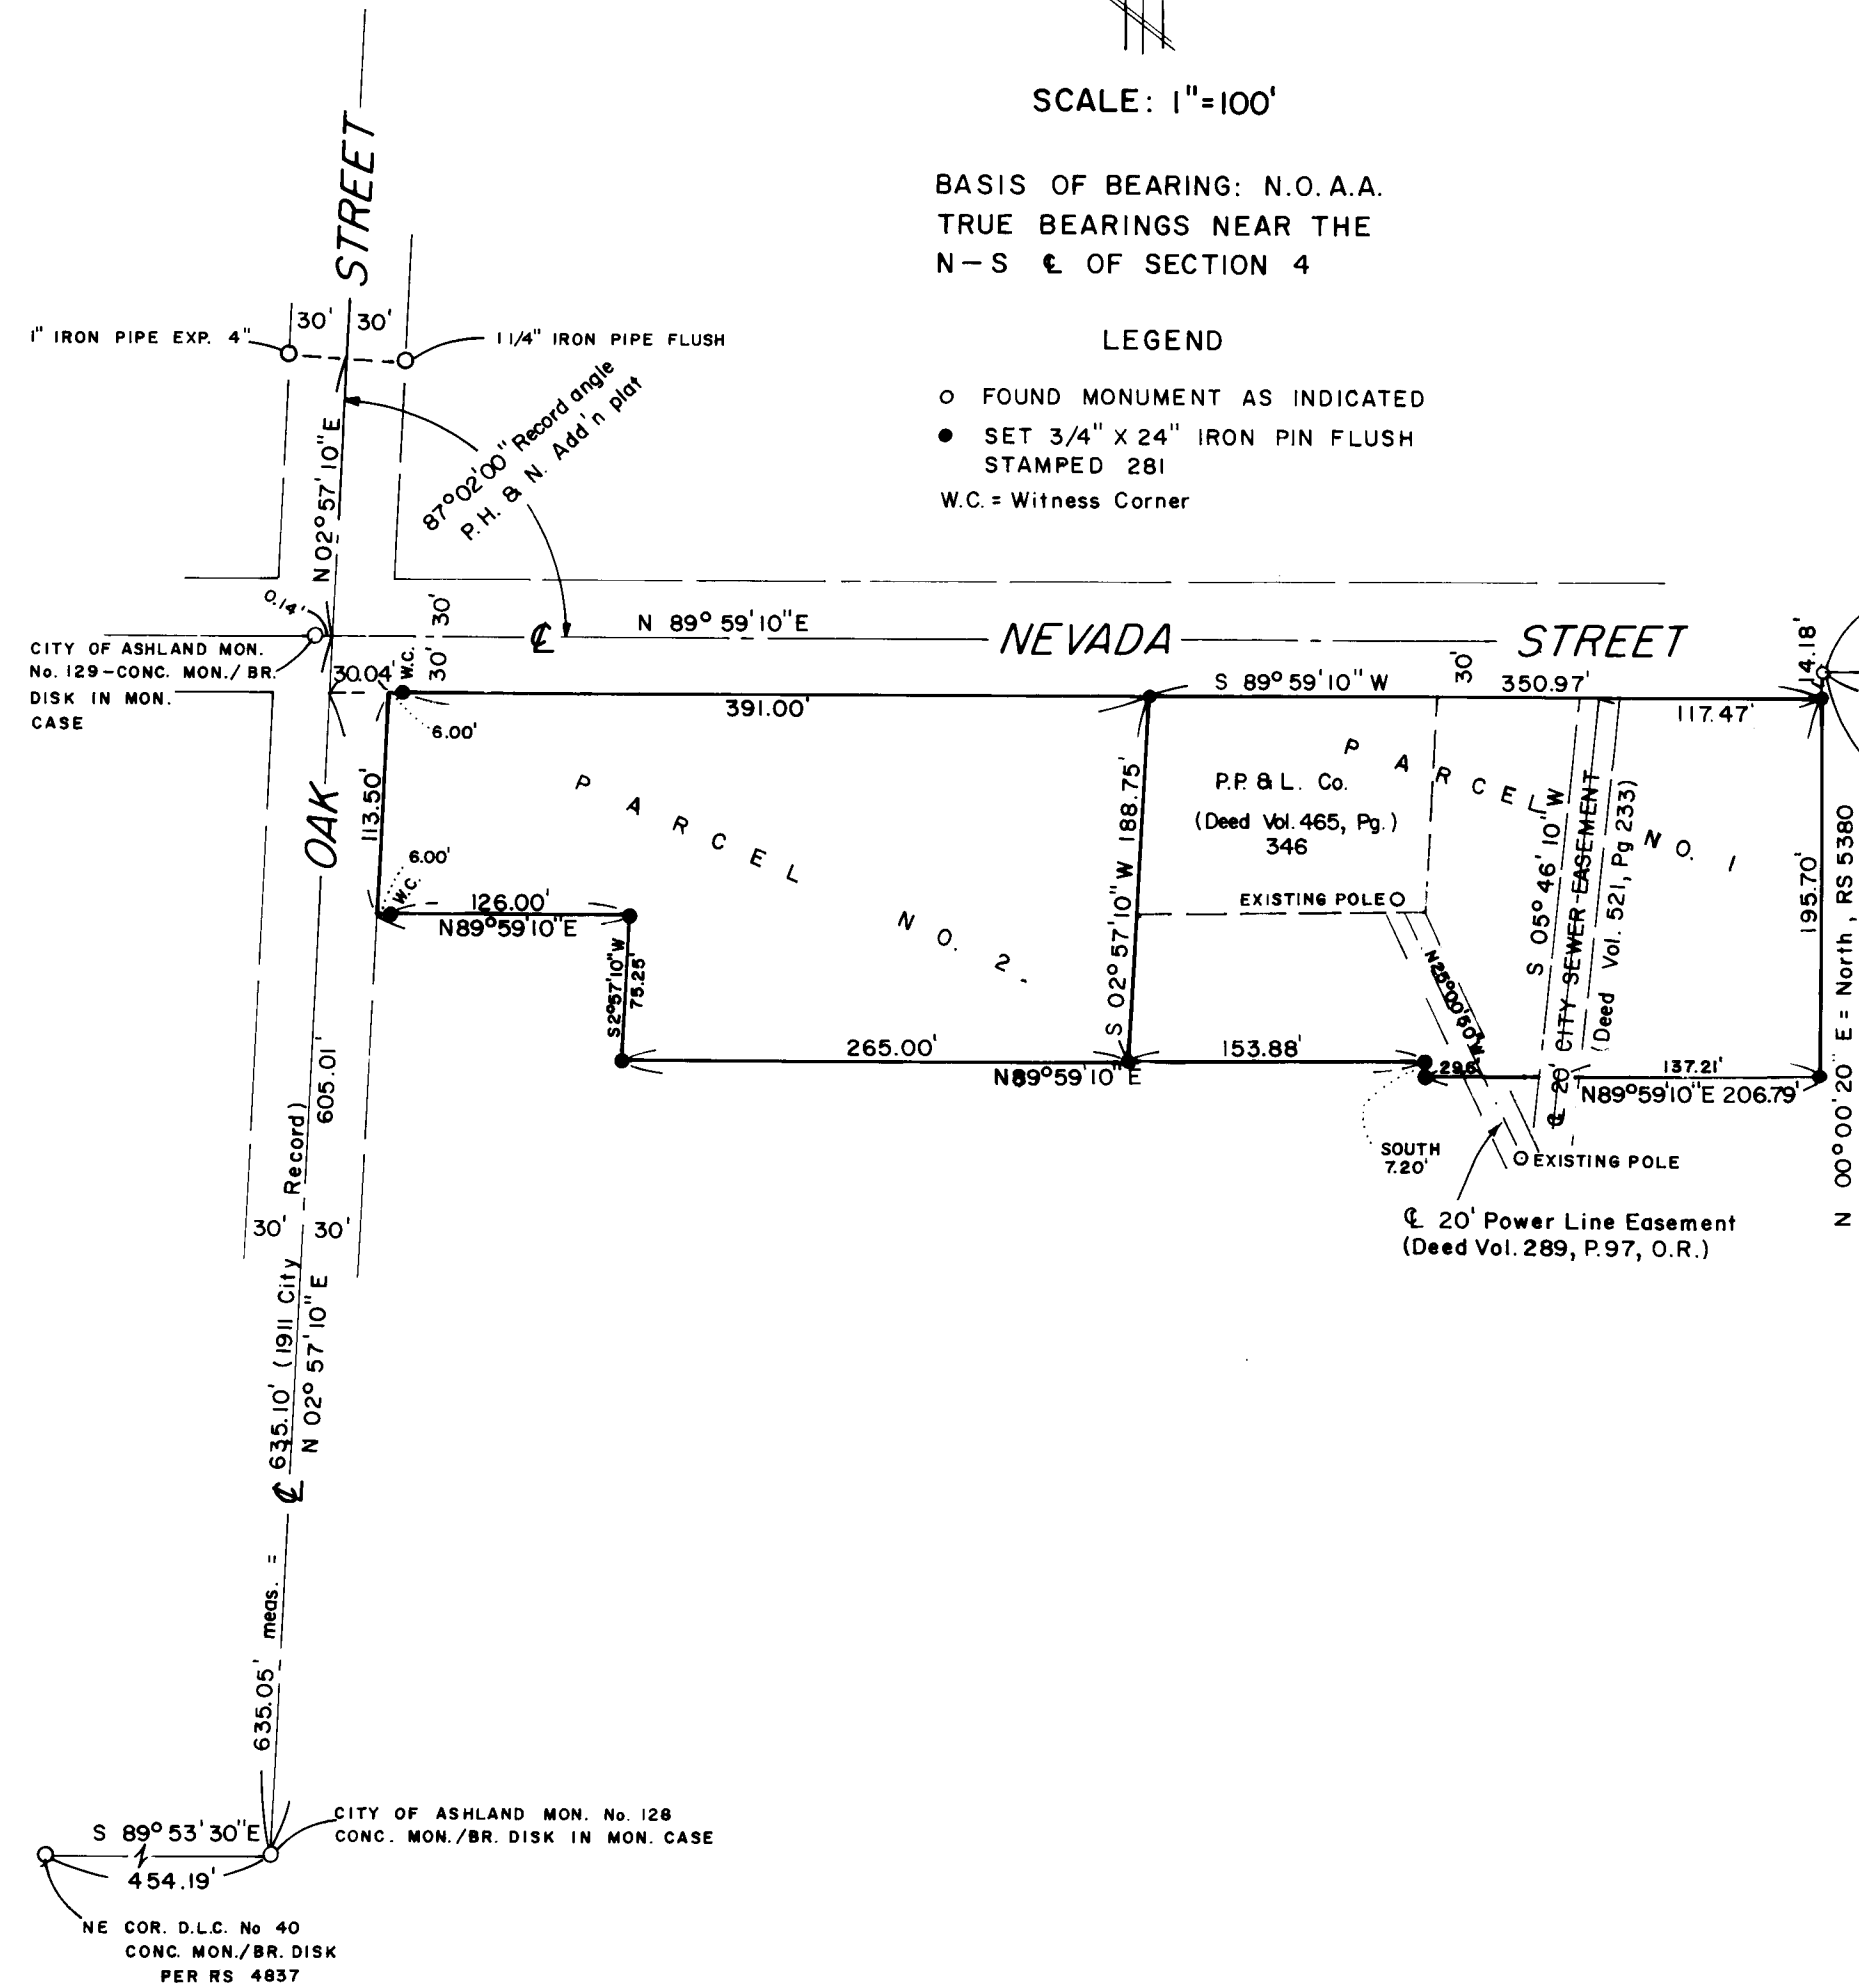 SCALE: 1"=100'
BASIS OF BEARING: N.O.A.A.
TRUE BEARINGS NEAR THE
N-S ℄ OF SECTION 4
LEGEND
○ FOUND MONUMENT AS INDICATED
● SET 3/4" X 24" IRON PIN FLUSH
STAMPED 281
W.C. = Witness Corner
STREET
30' 30'
1" IRON PIPE EXP. 4"
1 1/4" IRON PIPE FLUSH
87°02'00" Record angle
P.H. & N. Add'n plat
N 02°57'10"E
0.14'
30'
30'
℄
N 89°59'10"E
NEVADA STREET
CITY OF ASHLAND MON.
No. 129-CONC. MON./BR.
DISK IN MON.
CASE
30.04'
W.C.
6.00'
391.00'
S 89°59'10" W
30'
350.97'
117.47'
14.18'
113.50'
OAK
PARCEL NO. 2
S 02°57'10"W 188.75'
P.P. & L. Co.
(Deed Vol. 465, Pg.)
346
PARCEL NO. 1
S 05°46'10"W
℄ 20' CITY SEWER EASEMENT
(Deed Vol. 521, Pg 233)
195.70'
N 00°00'20" E = North, RS 5380
6.00'
W.C.
126.00'
N89°59'10"E
S2°57'10"W
75.25'
EXISTING POLE
N25°00'50"W
265.00'
153.88'
N89°59'10"E
137.21'
N89°59'10"E 206.79'
SOUTH
7.20'
EXISTING POLE
℄ 20' Power Line Easement
(Deed Vol. 289, P.97, O.R.)
605.01'
30' 30'
635.05' meas. = ℄ 635.10' (1911 City Record)
N 02°57'10"E
S 89°53'30"E
454.19'
CITY OF ASHLAND MON. No. 128
CONC. MON./BR. DISK IN MON. CASE
NE COR. D.L.C. No 40
CONC. MON./BR. DISK
PER RS 4837